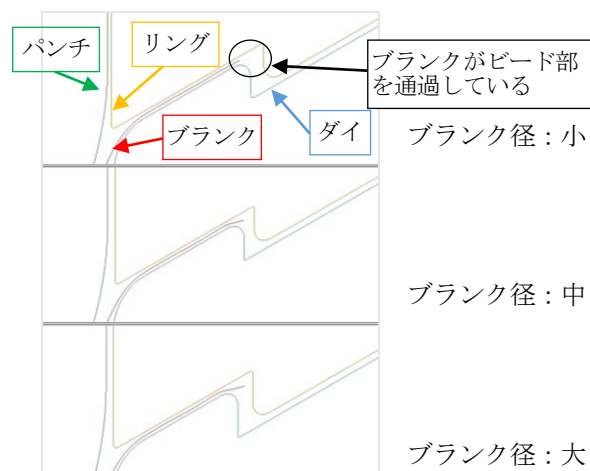 パンチ
リング
ブランクがビード部
を通過している
ブランク
ダイ
ブランク径：小
ブランク径：中
ブランク径：大